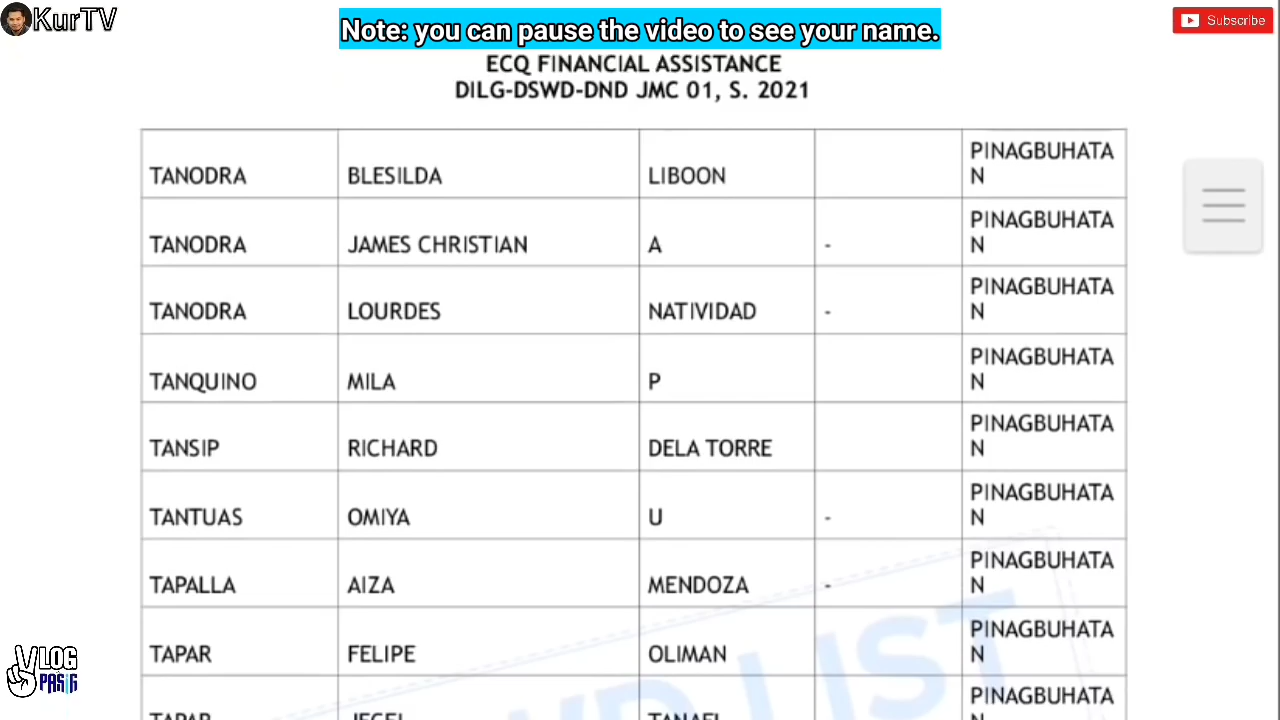 KurTV
Note: you can pause the video to see your name.
Subscribe
ECQ FINANCIAL ASSISTANCE
DILG-DSWD-DND JMC 01, S. 2021
TANODRA BLESILDA LIBOON PINAGBUHATA
N
TANODRA JAMES CHRISTIAN A - PINAGBUHATA
N
TANODRA LOURDES NATIVIDAD - PINAGBUHATA
N
TANQUINO MILA P PINAGBUHATA
N
TANSIP RICHARD DELA TORRE PINAGBUHATA
N
TANTUAS OMIYA U - PINAGBUHATA
N
TAPALLA AIZA MENDOZA - PINAGBUHATA
N
TAPAR FELIPE OLIMAN PINAGBUHATA
N
TAPAR PINAGBUHATA
N
LIST
VLOG
PASIG